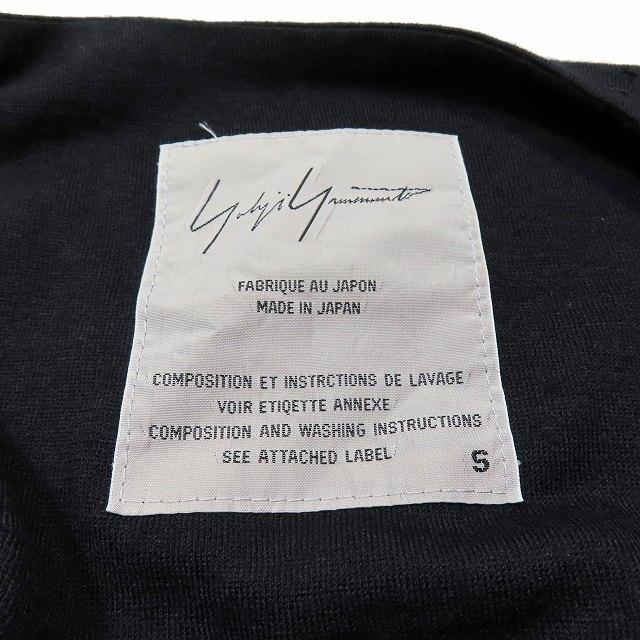 Yohji Yamamoto
FABRIQUE AU JAPON
MADE IN JAPAN
COMPOSITION ET INSTRCTIONS DE LAVAGE
VOIR ETIQETTE ANNEXE
COMPOSITION AND WASHING INSTRUCTIONS
SEE ATTACHED LABEL
S